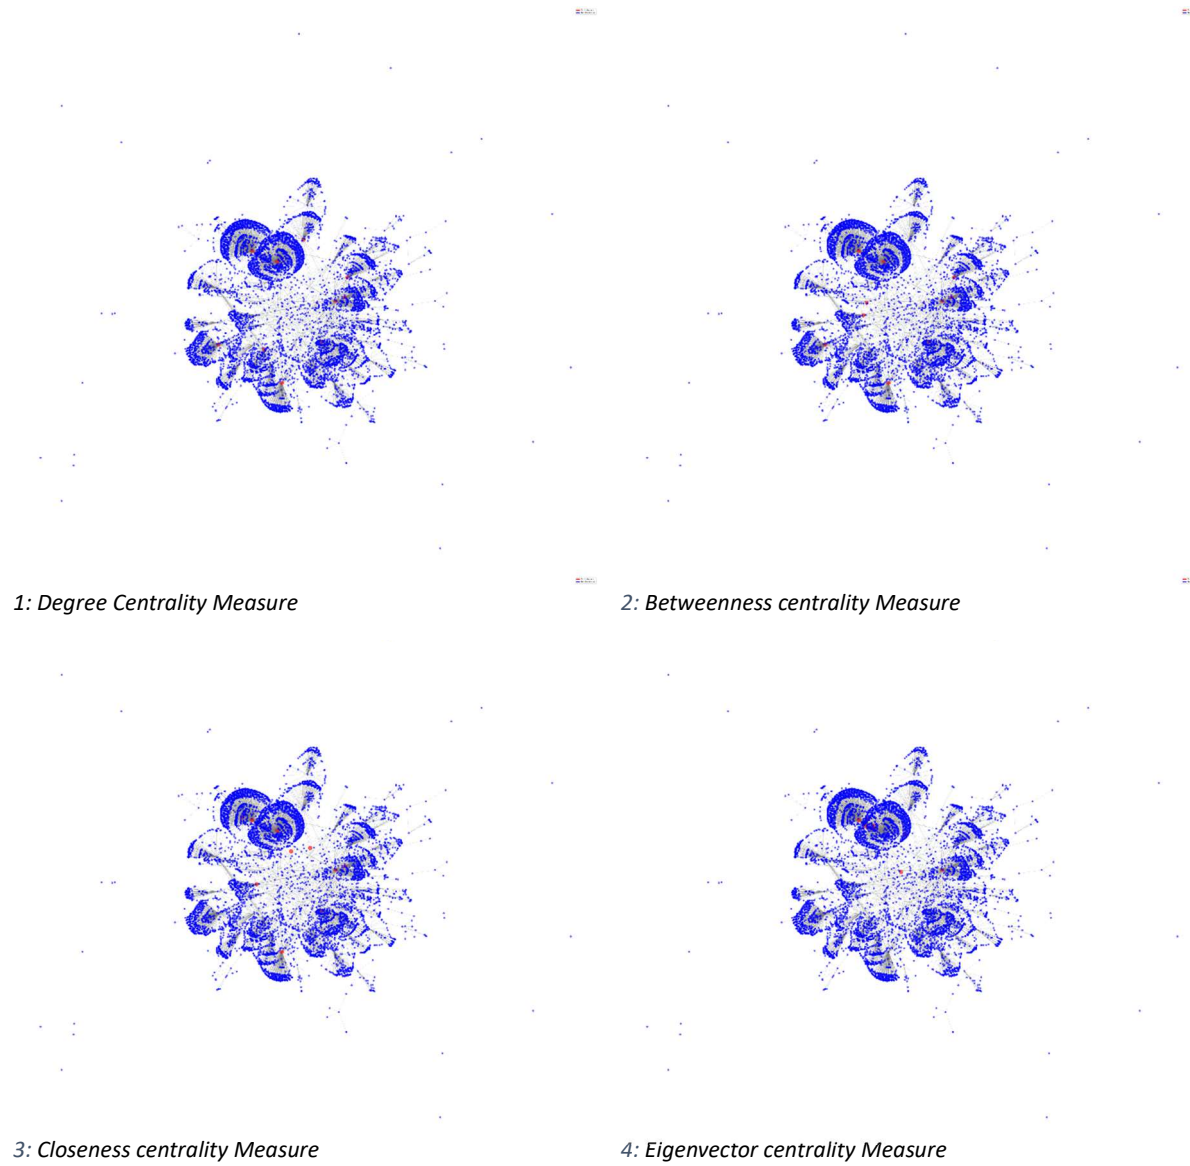 1: Degree Centrality Measure
2: Betweenness centrality Measure
3: Closeness centrality Measure
4: Eigenvector centrality Measure